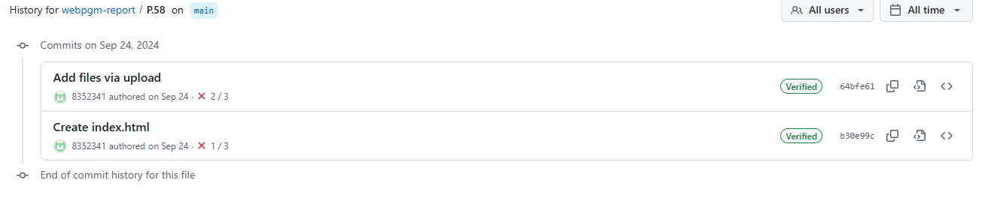 History for webpgm-report / P.58 on main
All users
All time
Commits on Sep 24, 2024
Add files via upload
8352341 authored on Sep 24 · 2 / 3
Verified
64bfe61
Create index.html
8352341 authored on Sep 24 · 1 / 3
Verified
b30e99c
End of commit history for this file